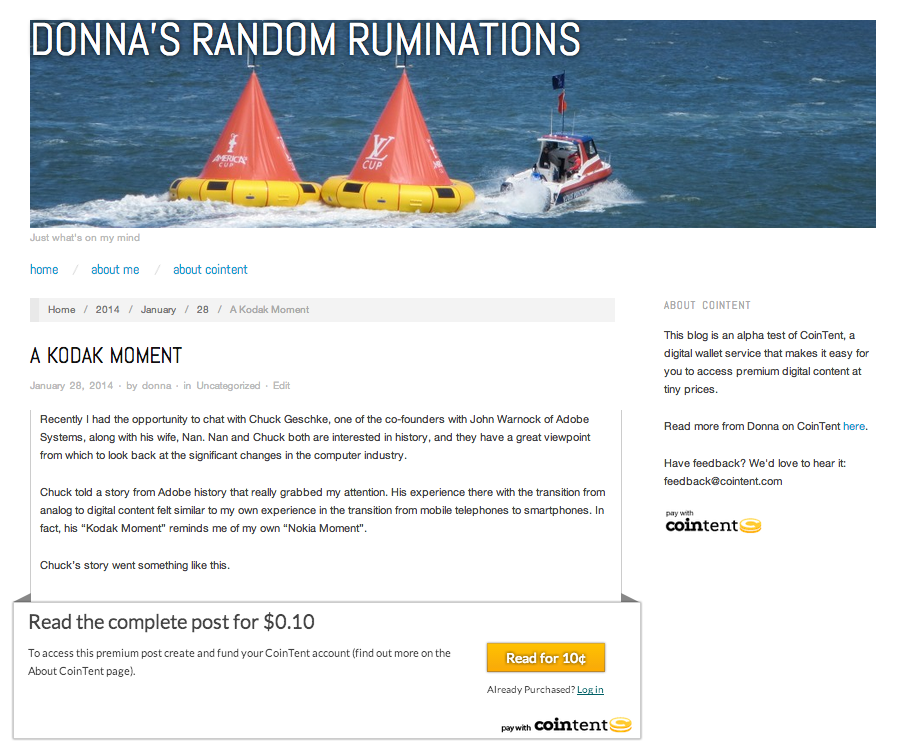 DONNA'S RANDOM RUMINATIONS
AMERICA'S
CUP
LV
CUP
Just what's on my mind
home / about me / about cointent
Home / 2014 / January / 28 / A Kodak Moment
A KODAK MOMENT
January 28, 2014 · by donna · in Uncategorized · Edit
Recently I had the opportunity to chat with Chuck Geschke, one of the co-founders with John Warnock of Adobe
Systems, along with his wife, Nan. Nan and Chuck both are interested in history, and they have a great viewpoint
from which to look back at the significant changes in the computer industry.
Chuck told a story from Adobe history that really grabbed my attention. His experience there with the transition from
analog to digital content felt similar to my own experience in the transition from mobile telephones to smartphones. In
fact, his “Kodak Moment” reminds me of my own “Nokia Moment”.
Chuck's story went something like this.
Read the complete post for $0.10
To access this premium post create and fund your CoinTent account (find out more on the
About CoinTent page).
Read for 10¢
Already Purchased? Log in
pay with cointent
ABOUT COINTENT
This blog is an alpha test of CoinTent, a
digital wallet service that makes it easy for
you to access premium digital content at
tiny prices.
Read more from Donna on CoinTent here.
Have feedback? We'd love to hear it:
feedback@cointent.com
pay with
cointent